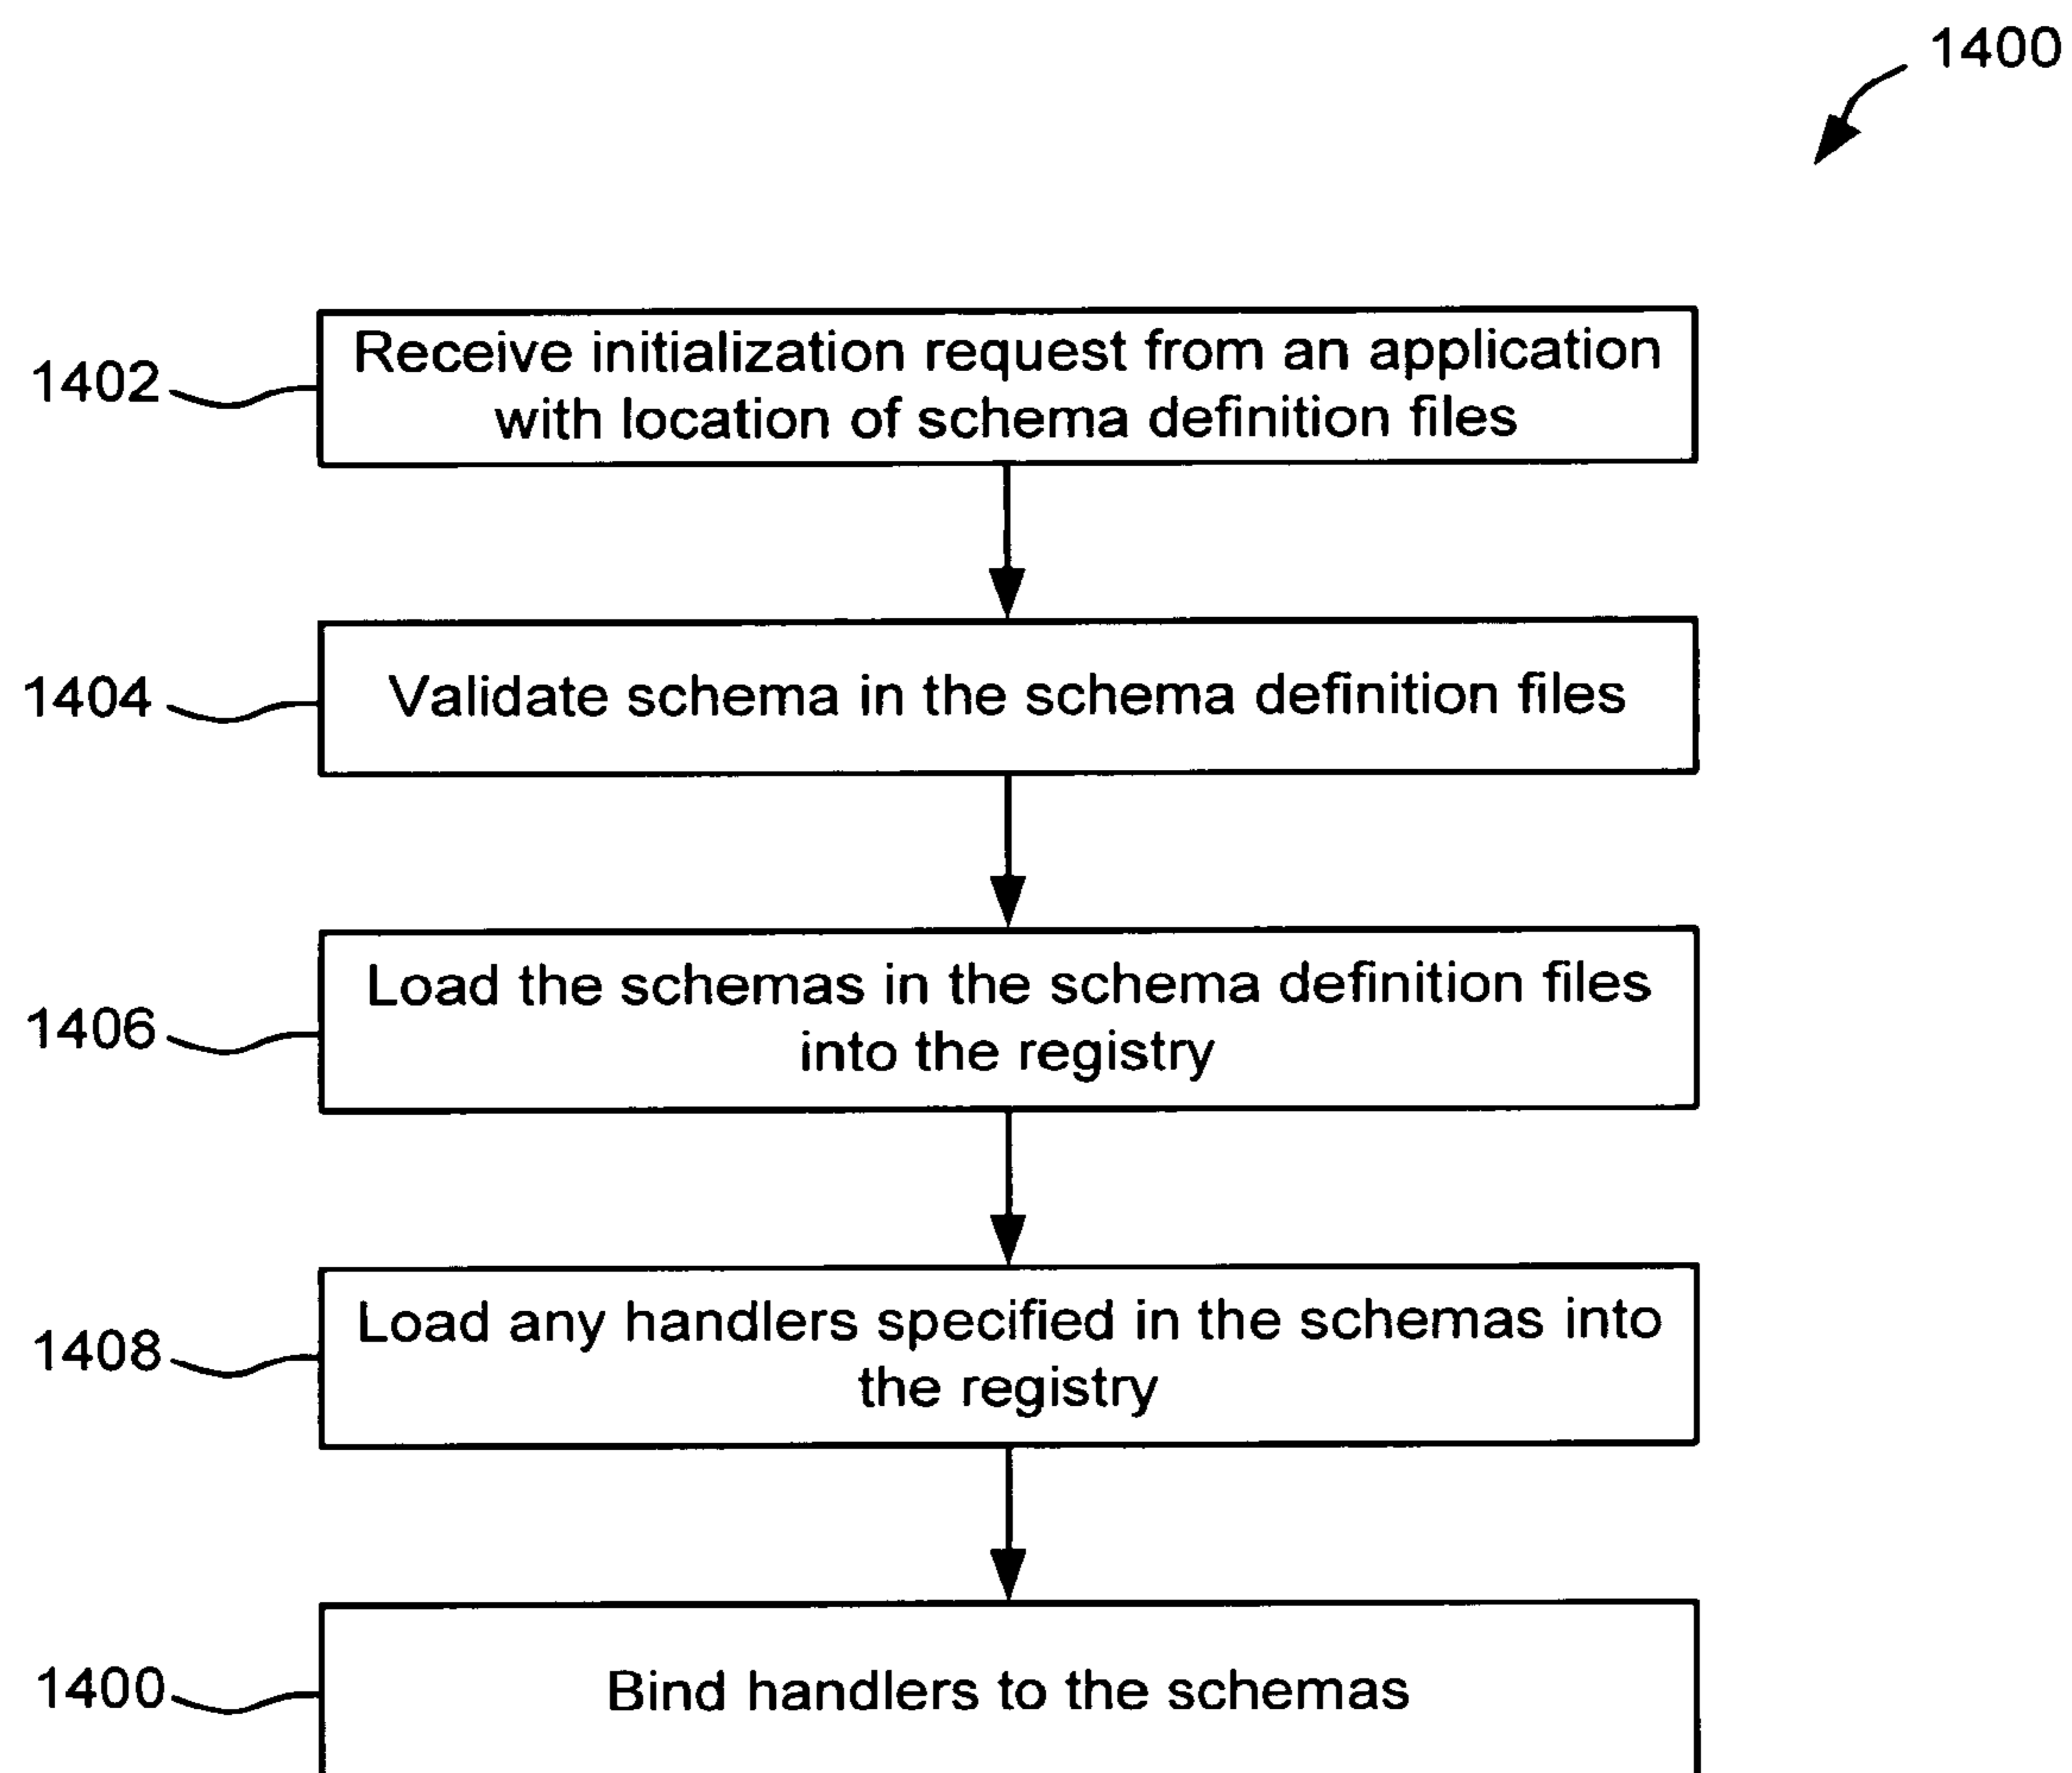 1400
1402
Receive initialization request from an application
with location of schema definition files
1404
Validate schema in the schema definition files
1406
Load the schemas in the schema definition files
into the registry
1408
Load any handlers specified in the schemas into
the registry
1400
Bind handlers to the schemas